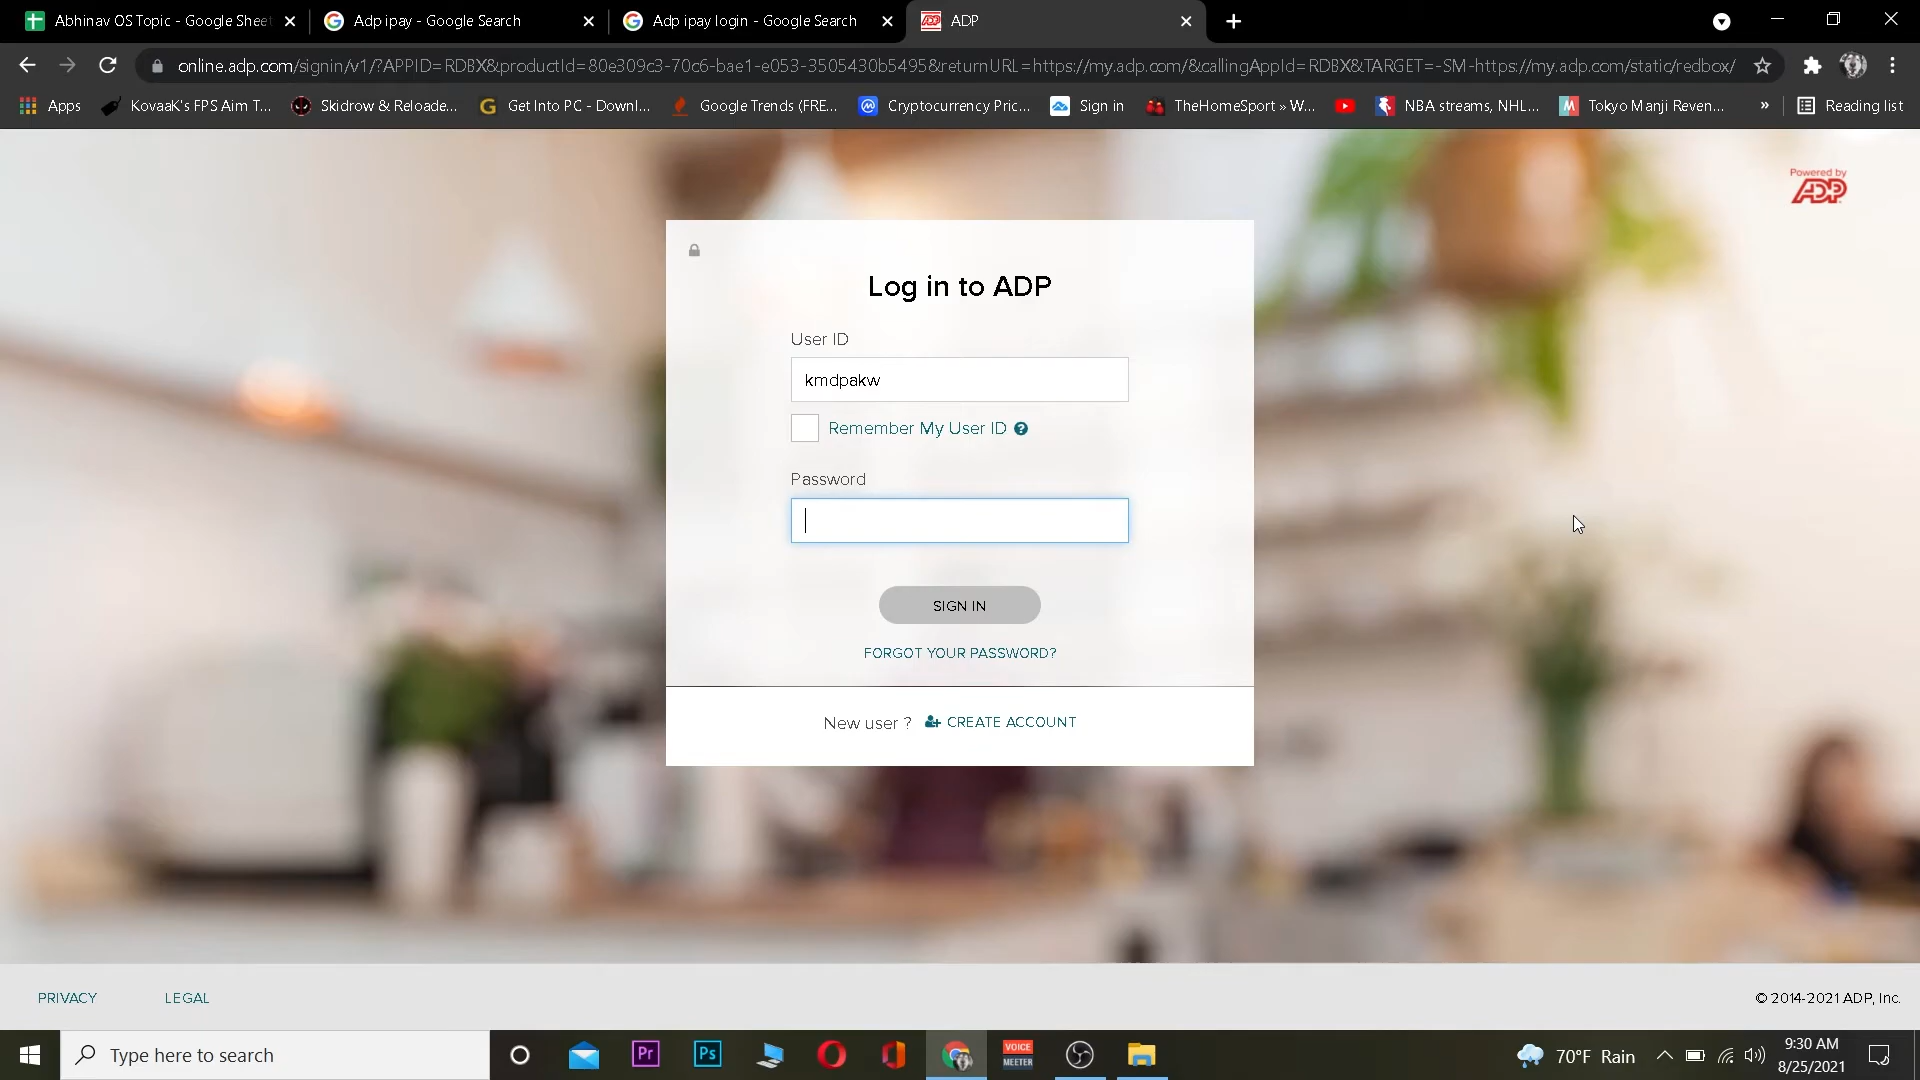 Abhinav OS Topic - Google Sheet
Adp ipay - Google Search
Adp ipay login - Google Search
ADP
online.adp.com/signin/v1/?APPID=RDBX&productId=80e309c3-70c6-bae1-e053-3505430b5495&returnURL=https://my.adp.com/&callingAppId=RDBX&TARGET=-SM-https://my.adp.com/static/redbox/
Apps
KovaaK's FPS Aim T...
Skidrow & Reloade...
Get Into PC - Downl...
Google Trends (FRE...
Cryptocurrency Pric...
Sign in
TheHomeSport » W...
NBA streams, NHL...
Tokyo Manji Reven...
»
Reading list
Powered by
ADP
Log in to ADP
User ID
kmdpakw
Remember My User ID
Password
SIGN IN
FORGOT YOUR PASSWORD?
New user ? CREATE ACCOUNT
PRIVACY
LEGAL
© 2014-2021 ADP, Inc.
Type here to search
Pr
Ps
VOICE
MEETER
70°F Rain
9:30 AM
8/25/2021